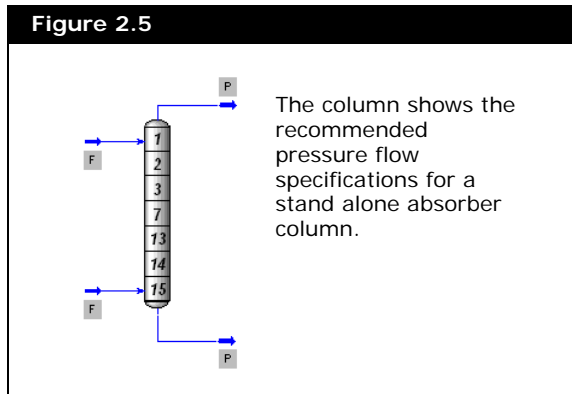 Figure 2.5
P
F
1
2
3
7
13
14
15
F
P
The column shows the
recommended
pressure flow
specifications for a
stand alone absorber
column.